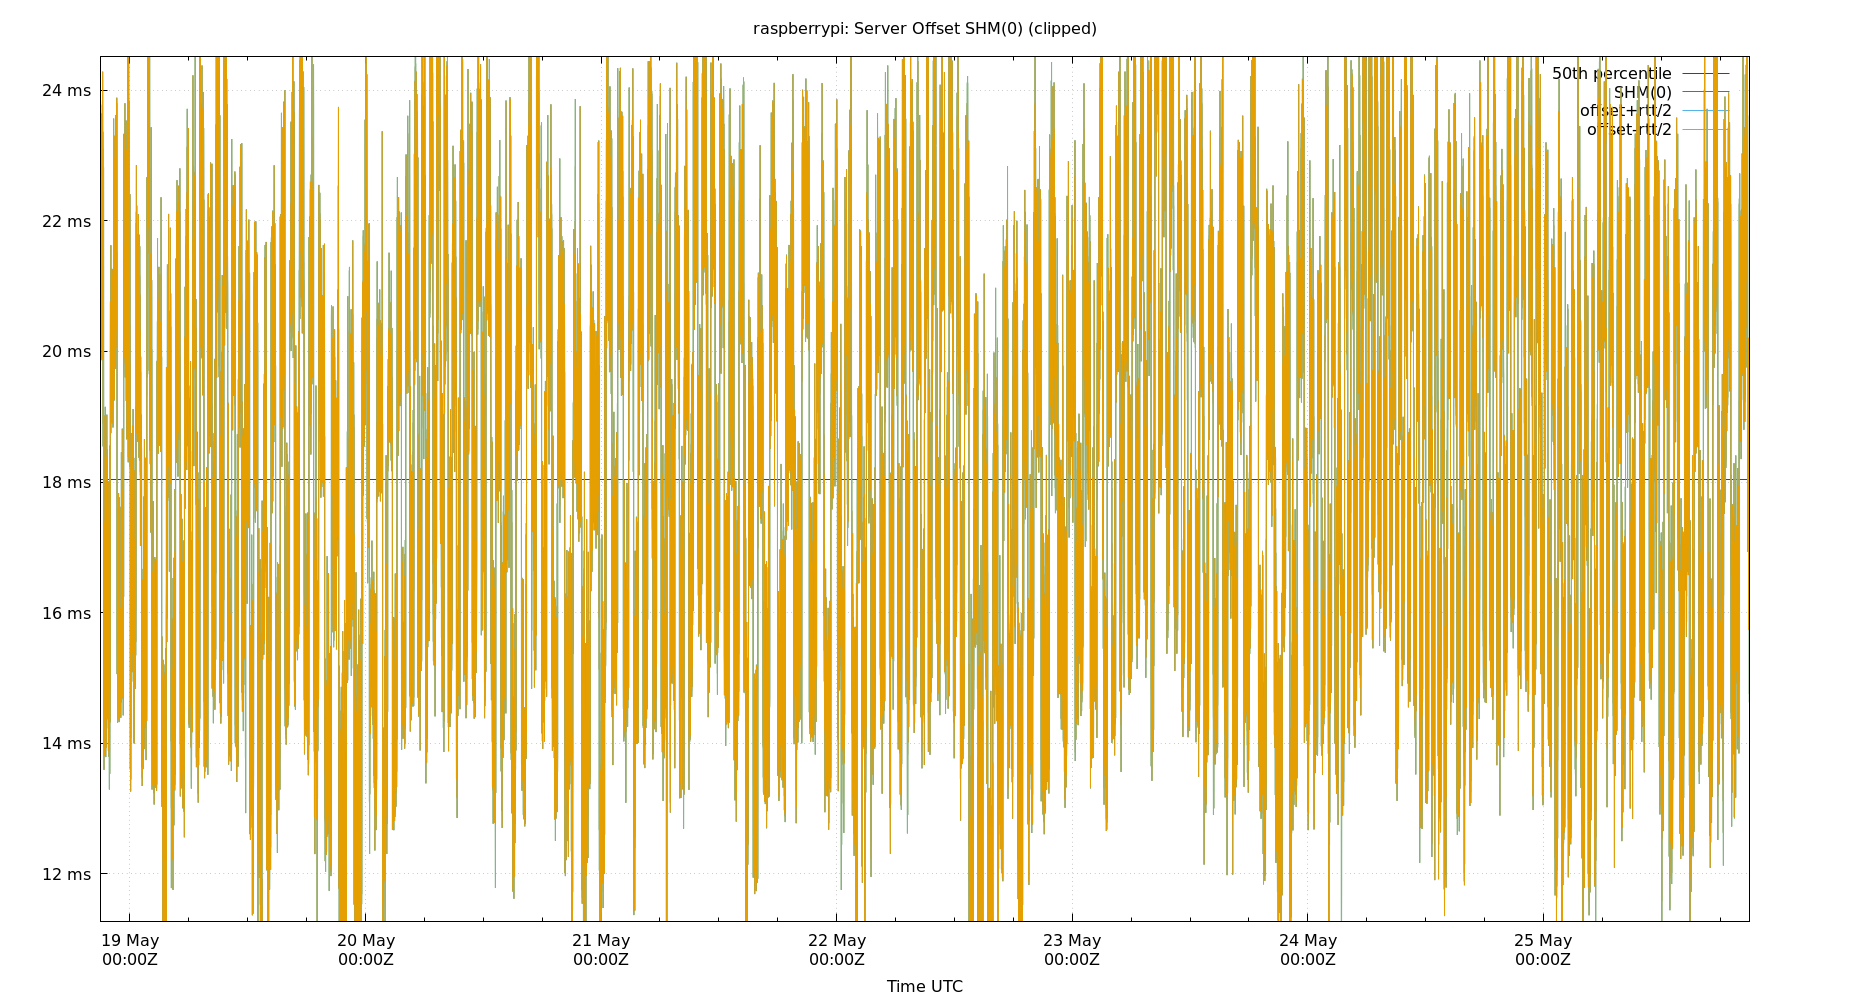 raspberrypi: Server Offset SHM(0) (clipped)
24 ms
22 ms
20 ms
18 ms
16 ms
14 ms
12 ms
50th percentile
SHM(0)
offset+rtt/2
offset-rtt/2
19 May 20 May 21 May 22 May 23 May 24 May 25 May
00:00Z 00:00Z 00:00Z 00:00Z 00:00Z 00:00Z 00:00Z
Time UTC